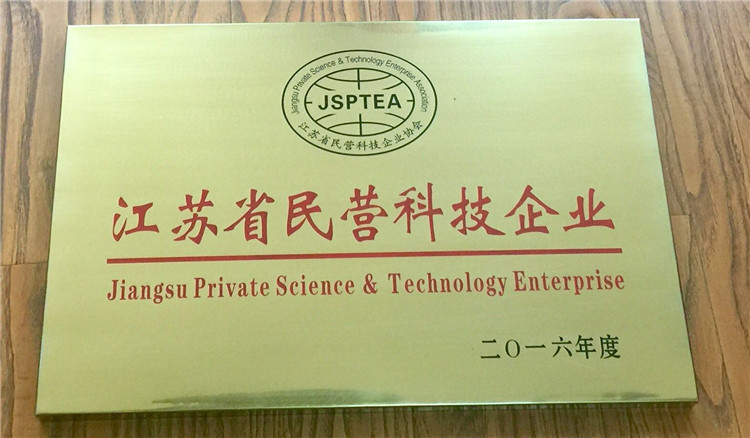 Jiangsu Private Science & Technology Enterprise Association
JSPTEA
江苏省民营科技企业协会
江苏省民营科技企业
Jiangsu Private Science & Technology Enterprise
二〇一六年度